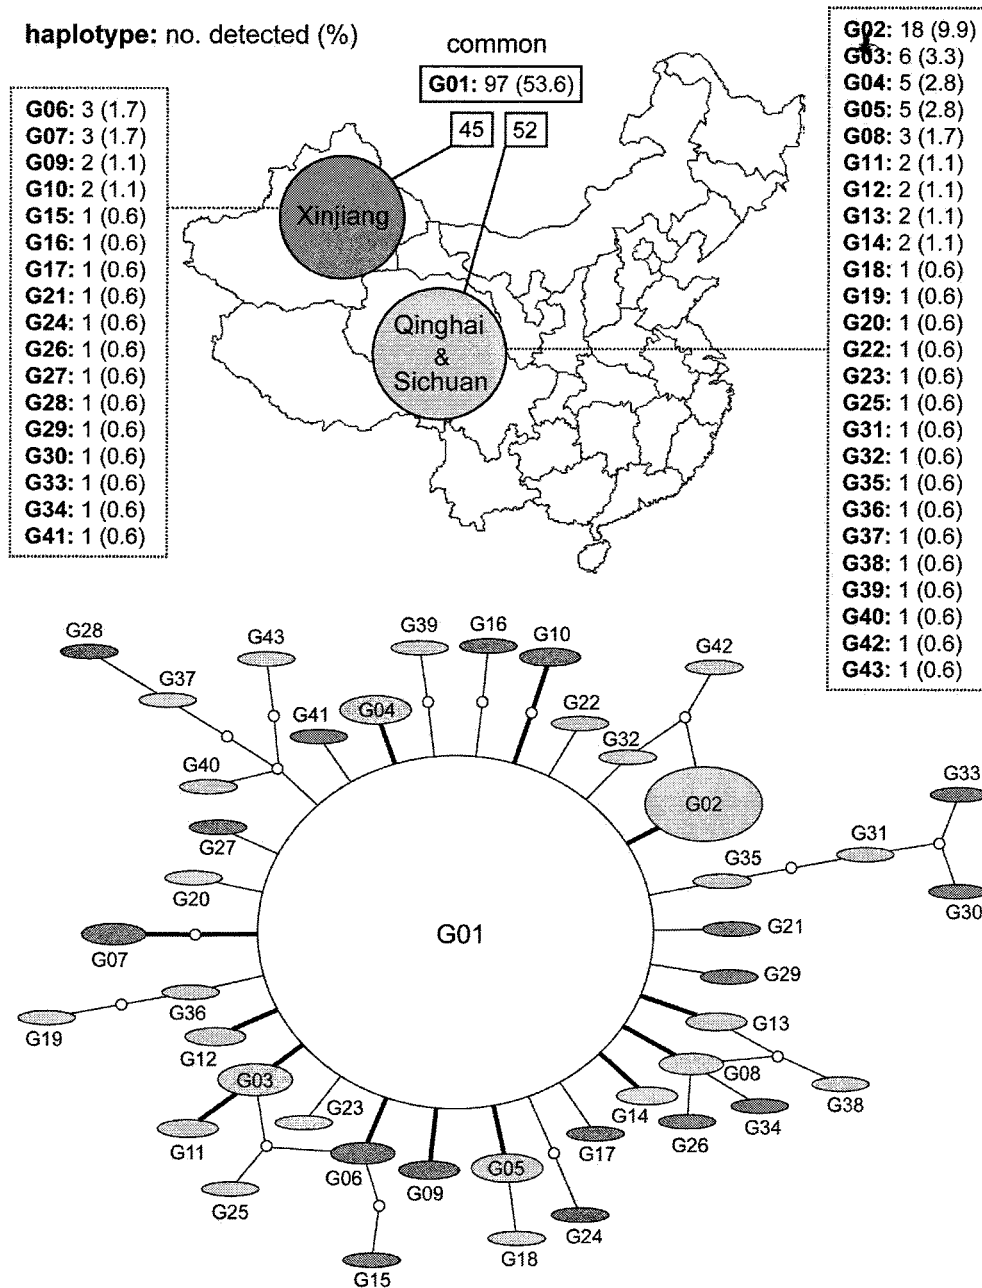 haplotype: no. detected (%)
common
G01: 97 (53.6)
45 52
G06: 3 (1.7)
G07: 3 (1.7)
G09: 2 (1.1)
G10: 2 (1.1)
G15: 1 (0.6)
G16: 1 (0.6)
G17: 1 (0.6)
G21: 1 (0.6)
G24: 1 (0.6)
G26: 1 (0.6)
G27: 1 (0.6)
G28: 1 (0.6)
G29: 1 (0.6)
G30: 1 (0.6)
G33: 1 (0.6)
G34: 1 (0.6)
G41: 1 (0.6)
Xinjiang
Qinghai
&
Sichuan
G02: 18 (9.9)
G03: 6 (3.3)
G04: 5 (2.8)
G05: 5 (2.8)
G08: 3 (1.7)
G11: 2 (1.1)
G12: 2 (1.1)
G13: 2 (1.1)
G14: 2 (1.1)
G18: 1 (0.6)
G19: 1 (0.6)
G20: 1 (0.6)
G22: 1 (0.6)
G23: 1 (0.6)
G25: 1 (0.6)
G31: 1 (0.6)
G32: 1 (0.6)
G35: 1 (0.6)
G36: 1 (0.6)
G37: 1 (0.6)
G38: 1 (0.6)
G39: 1 (0.6)
G40: 1 (0.6)
G42: 1 (0.6)
G43: 1 (0.6)
G28
G43
G39
G16
G10
G42
G37
G41
G04
G22
G32
G40
G02
G33
G27
G31
G35
G20
G30
G01
G21
G07
G29
G36
G19
G12
G13
G03
G08
G38
G23
G14
G34
G11
G26
G17
G06
G09
G05
G25
G24
G18
G15